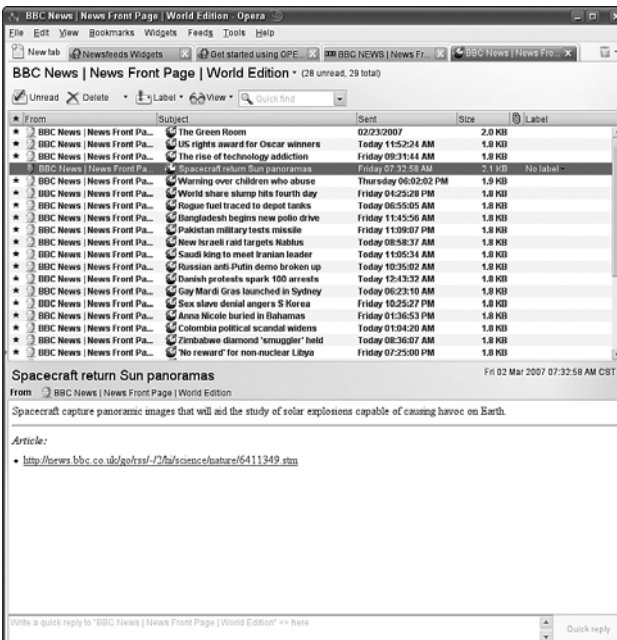 BBC News | News Front Page | World Edition - Opera
File Edit View Bookmarks Widgets Feeds Tools Help
New tab Newsfeeds Widgets Get started using OPE... BBC NEWS | News Fr... BBC News | News Fro...
BBC News | News Front Page | World Edition (28 unread, 29 total)
Unread Delete Label View Quick find
From Subject Sent Size Label
BBC News | News Front Pa... The Green Room 02/23/2007 2.0 KB
BBC News | News Front Pa... US rights award for Oscar winners Today 11:52:24 AM 1.8 KB
BBC News | News Front Pa... The rise of technology addiction Friday 09:31:44 AM 1.8 KB
BBC News | News Front Pa... Spacecraft return Sun panoramas Friday 07:32:58 AM 2.1 KB No label
BBC News | News Front Pa... Warning over children who abuse Thursday 06:02:02 PM 1.9 KB
BBC News | News Front Pa... World share slump hits fourth day Friday 04:25:28 PM 1.8 KB
BBC News | News Front Pa... Rogue fuel traced to depot tanks Today 06:55:05 AM 1.8 KB
BBC News | News Front Pa... Bangladesh begins new polio drive Friday 11:45:56 AM 1.8 KB
BBC News | News Front Pa... Pakistan military tests missile Friday 11:09:07 PM 1.8 KB
BBC News | News Front Pa... New Israeli raid targets Nablus Today 08:58:37 AM 1.8 KB
BBC News | News Front Pa... Saudi king to meet Iranian leader Today 11:05:34 AM 1.8 KB
BBC News | News Front Pa... Russian anti-Putin demo broken up Today 10:35:02 AM 1.8 KB
BBC News | News Front Pa... Danish protests spark 100 arrests Today 12:43:32 AM 1.8 KB
BBC News | News Front Pa... Gay Mardi Gras launched in Sydney Today 06:23:10 AM 1.8 KB
BBC News | News Front Pa... Sex slave denial angers S Korea Friday 10:25:27 PM 1.8 KB
BBC News | News Front Pa... Anna Nicole buried in Bahamas Friday 01:36:53 PM 1.8 KB
BBC News | News Front Pa... Colombia political scandal widens Today 01:04:20 AM 1.8 KB
BBC News | News Front Pa... Zimbabwe diamond 'smuggler' held Today 08:36:07 AM 1.8 KB
BBC News | News Front Pa... 'No reward' for non-nuclear Libya Friday 07:25:00 PM 1.8 KB
Spacecraft return Sun panoramas Fri 02 Mar 2007 07:32:58 AM CST
From BBC News | News Front Page | World Edition
Spacecraft capture panoramic images that will aid the study of solar explosions capable of causing havoc on Earth.
Article:
• http://news.bbc.co.uk/go/rss/-/2/hi/science/nature/6411349.stm
Write a quick reply to "BBC News | News Front Page | World Edition" <> here Quick reply